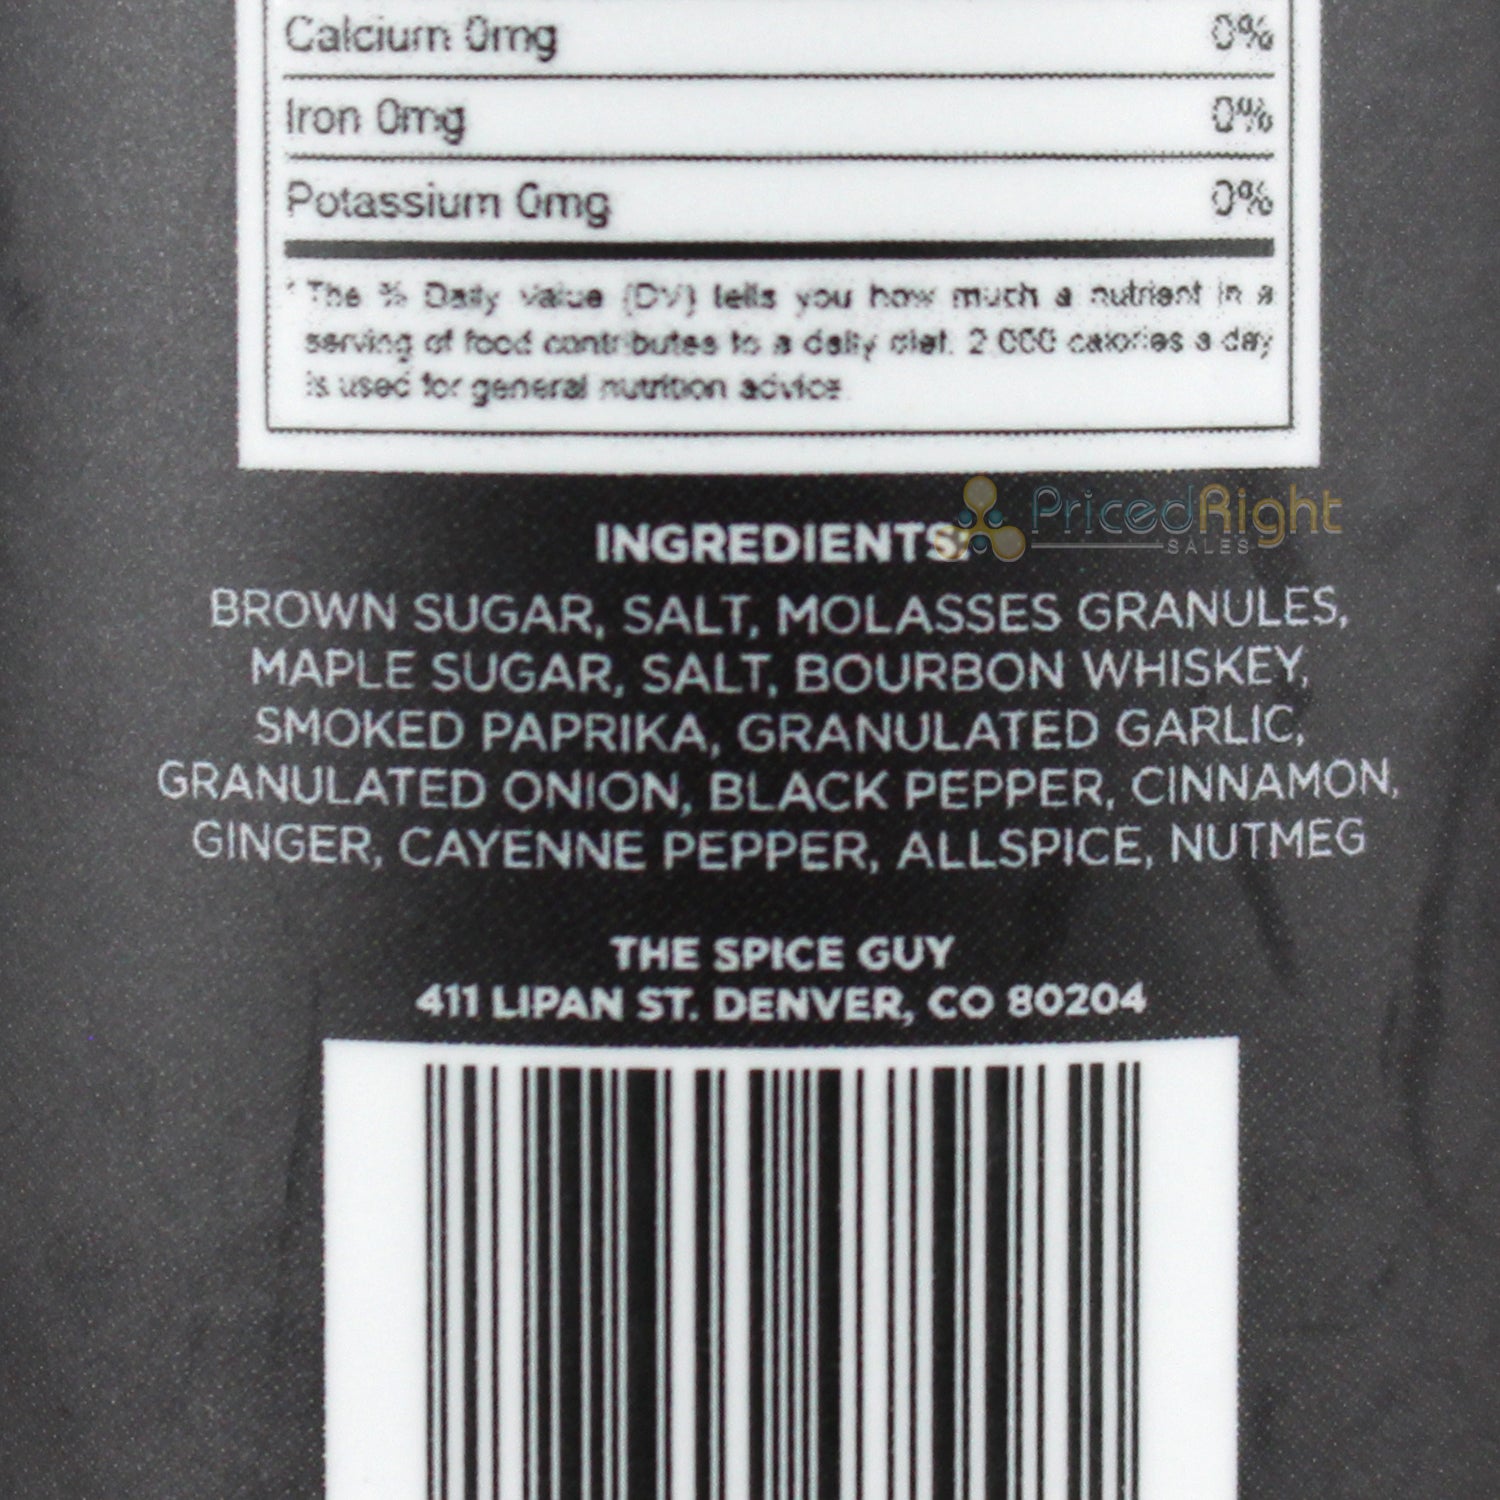 Calcium 0mg 0%
Iron 0mg 0%
Potassium 0mg 0%
* The % Daily Value (DV) tells you how much a nutrient in a
serving of food contributes to a daily diet. 2 000 calories a day
is used for general nutrition advice
PricedRight
SALES
INGREDIENTS:
BROWN SUGAR, SALT, MOLASSES GRANULES,
MAPLE SUGAR, SALT, BOURBON WHISKEY,
SMOKED PAPRIKA, GRANULATED GARLIC,
GRANULATED ONION, BLACK PEPPER, CINNAMON,
GINGER, CAYENNE PEPPER, ALLSPICE, NUTMEG
THE SPICE GUY
411 LIPAN ST. DENVER, CO 80204